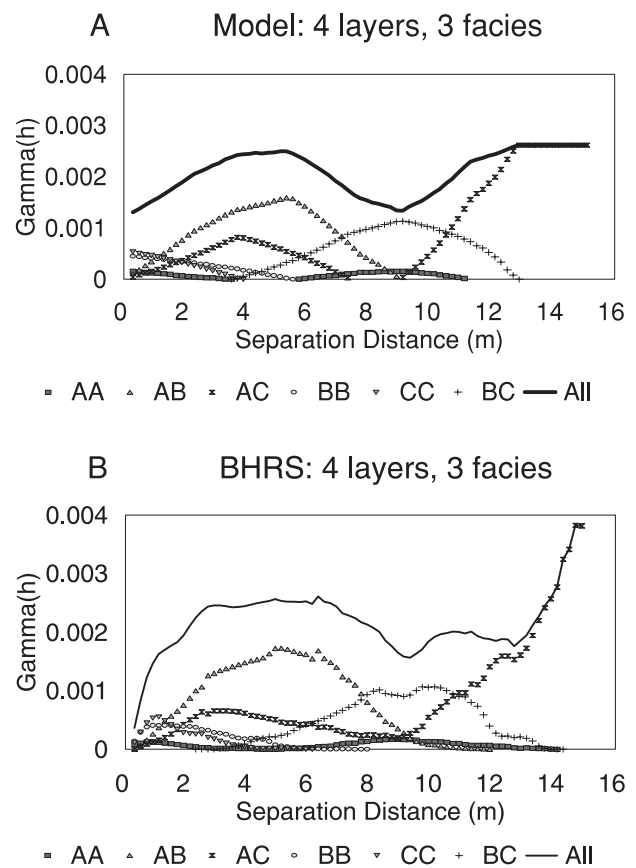 A Model: 4 layers, 3 facies
0.004
0.003
0.002
0.001
0
Gamma(h)
0 2 4 6 8 10 12 14 16
Separation Distance (m)
AA AB AC BB CC BC All
B BHRS: 4 layers, 3 facies
0.004
0.003
0.002
0.001
0
Gamma(h)
0 2 4 6 8 10 12 14 16
Separation Distance (m)
AA AB AC BB CC BC All